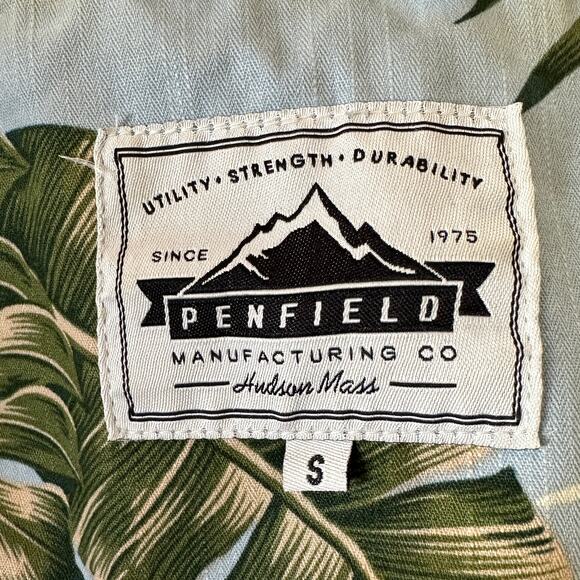 UTILITY • STRENGTH • DURABILITY
SINCE 1975
PENFIELD
MANUFACTURING CO
Hudson Mass
S